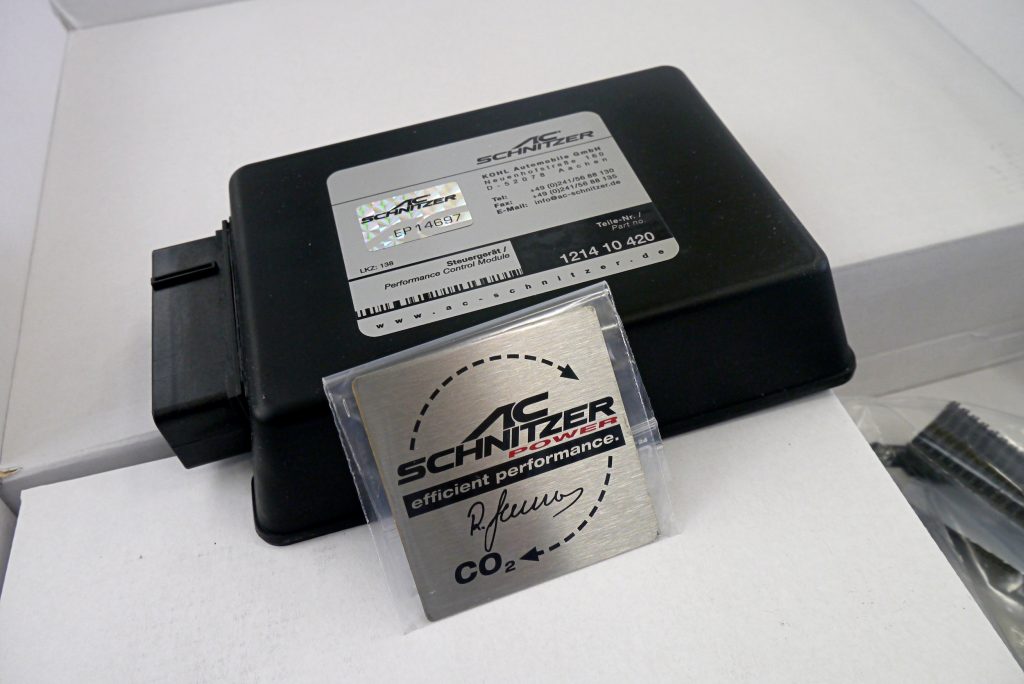 AC
SCHNITZER
KOHL Automobile GmbH
Neuenhofstraße 160
D-52078 Aachen
Tel: +49 (0)241/56 88 130
Fax: +49 (0)241/56 88 135
E-Mail: info@ac-schnitzer.de
AC
SCHNITZER
EP14697
LKZ: 138
Steuergerät /
Performance Control Module
Teile-Nr. /
Part no.
1214 10 420
www.ac-schnitzer.de
AC
SCHNITZER
POWER
efficient performance.
CO₂